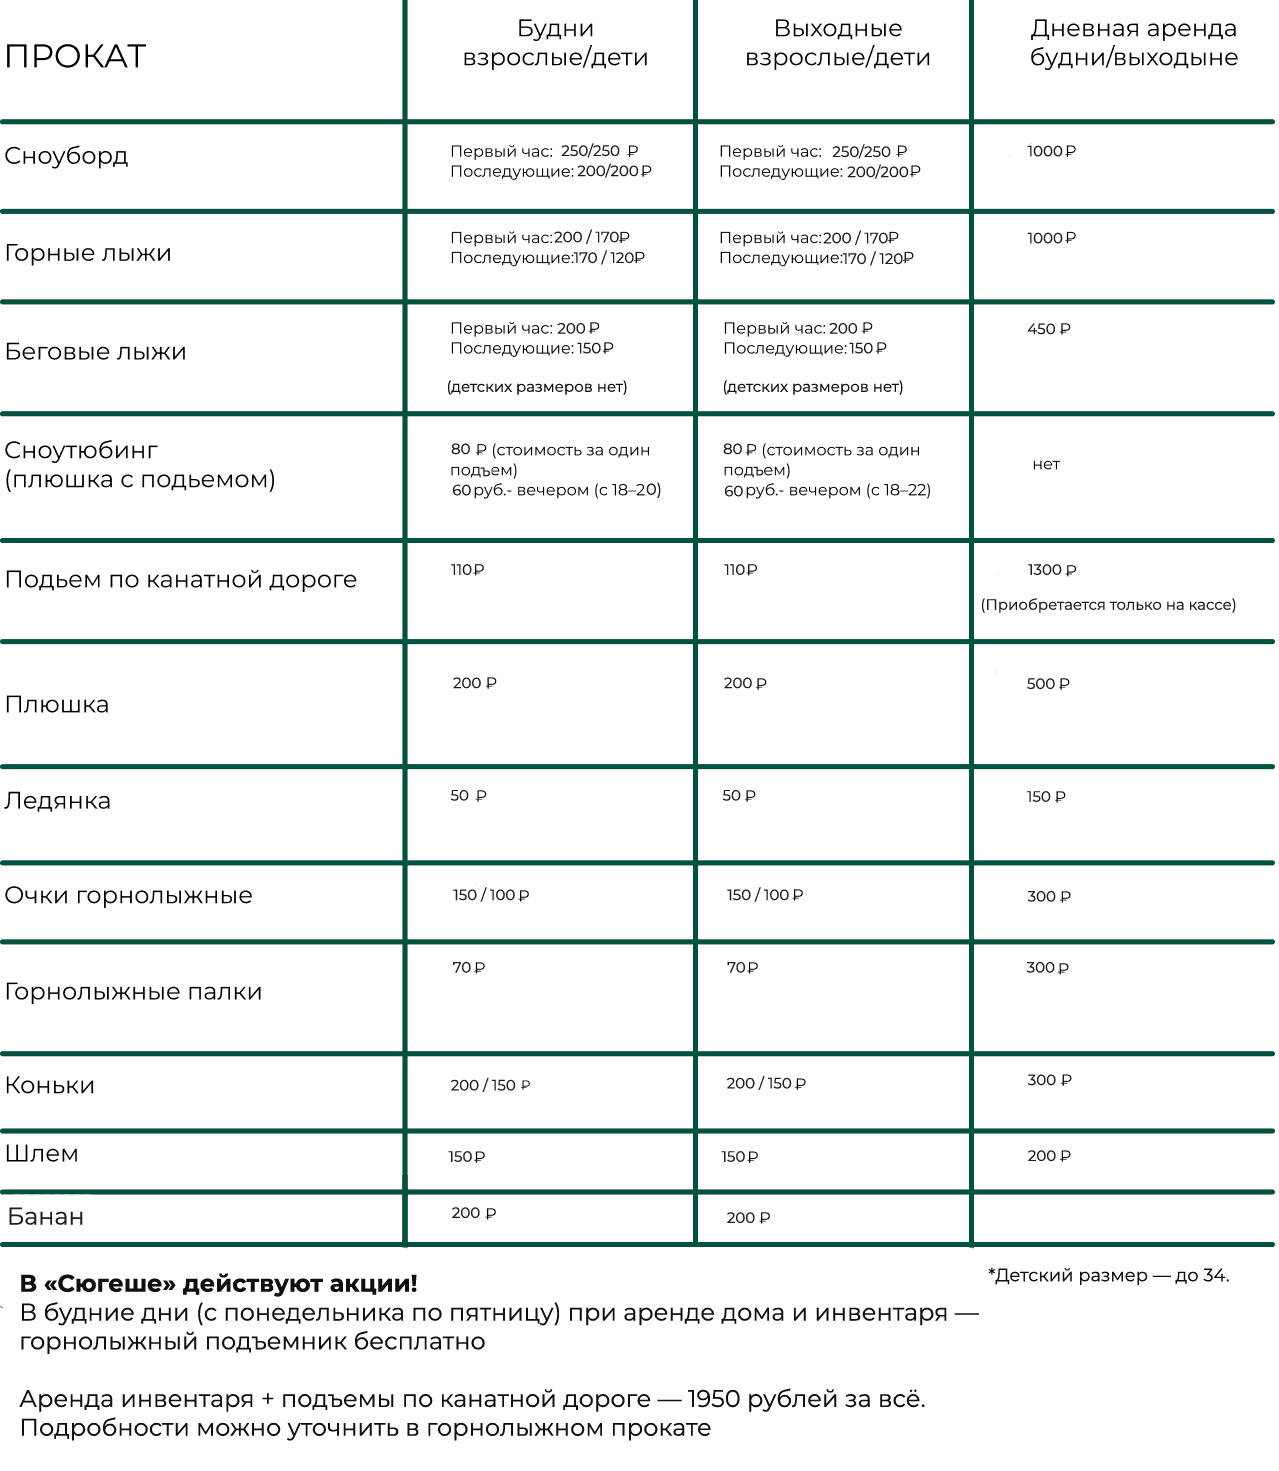 ПРОКАТ
Будни
взрослые/дети
Выходные
взрослые/дети
Дневная аренда
будни/выходыне
Сноуборд
Первый час: 250/250 ₽
Последующие: 200/200 ₽
Первый час: 250/250 ₽
Последующие: 200/200 ₽
1000 ₽
Горные лыжи
Первый час: 200 / 170₽
Последующие:170 / 120₽
Первый час: 200 / 170₽
Последующие:170 / 120₽
1000 ₽
Беговые лыжи
Первый час: 200 ₽
Последующие: 150 ₽
(детских размеров нет)
Первый час: 200 ₽
Последующие: 150 ₽
(детских размеров нет)
450 ₽
Сноутюбинг
(плюшка с подьемом)
80 ₽ (стоимость за один
подъем)
60 руб.- вечером (с 18–20)
80 ₽ (стоимость за один
подъем)
60 руб.- вечером (с 18–22)
нет
Подьем по канатной дороге
110 ₽
110 ₽
1300 ₽
(Приобретается только на кассе)
Плюшка
200 ₽
200 ₽
500 ₽
Ледянка
50 ₽
50 ₽
150 ₽
Очки горнолыжные
150 / 100 ₽
150 / 100 ₽
300 ₽
Горнолыжные палки
70 ₽
70 ₽
300 ₽
Коньки
200 / 150 ₽
200 / 150 ₽
300 ₽
Шлем
150 ₽
150 ₽
200 ₽
Банан
200 ₽
200 ₽
*Детский размер — до 34.
В «Сюгеше» действуют акции!
В будние дни (с понедельника по пятницу) при аренде дома и инвентаря —
горнолыжный подъемник бесплатно
Аренда инвентаря + подъемы по канатной дороге — 1950 рублей за всё.
Подробности можно уточнить в горнолыжном прокате